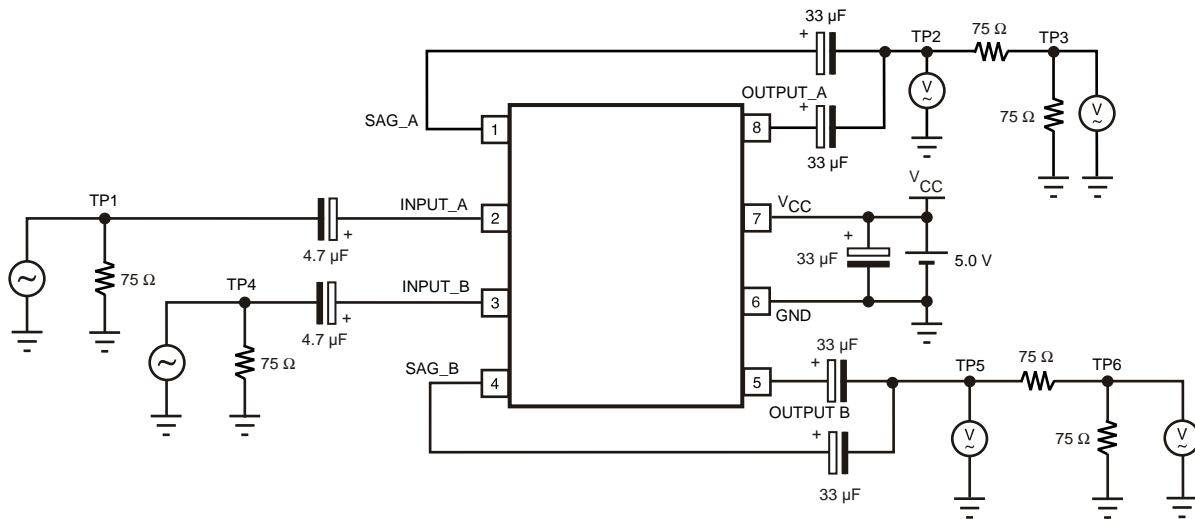 33 µF
+
TP2
75 Ω
TP3
V
~
OUTPUT_A
+
33 µF
75 Ω
V
~
SAG_A
1
8
TP1
INPUT_A
2
7
VCC
VCC
+
4.7 µF
75 Ω
+
33 µF
5.0 V
~
TP4
INPUT_B
3
6
GND
+
4.7 µF
75 Ω
~
SAG_B
4
5
33 µF
+
OUTPUT B
TP5
75 Ω
TP6
+
33 µF
V
~
75 Ω
V
~